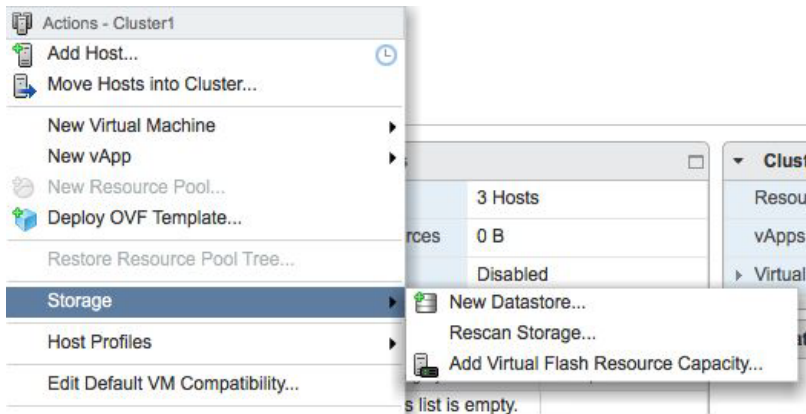 Actions - Cluster1
Add Host...
Move Hosts into Cluster...
New Virtual Machine
New vApp
New Resource Pool...
Deploy OVF Template...
Restore Resource Pool Tree...
Storage
Host Profiles
Edit Default VM Compatibility...
New Datastore...
Rescan Storage...
Add Virtual Flash Resource Capacity...
3 Hosts
rces 0 B
Disabled
s list is empty.
Clust
Resou
vApps
Virtual